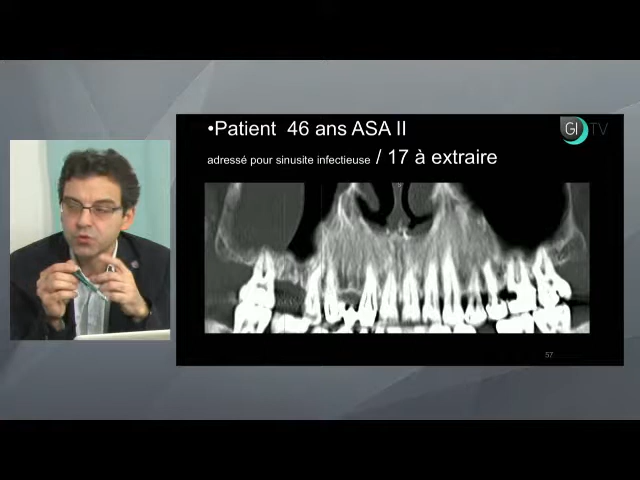 •Patient 46 ans ASA II
adressé pour sinusite infectieuse / 17 à extraire
GI TV
57